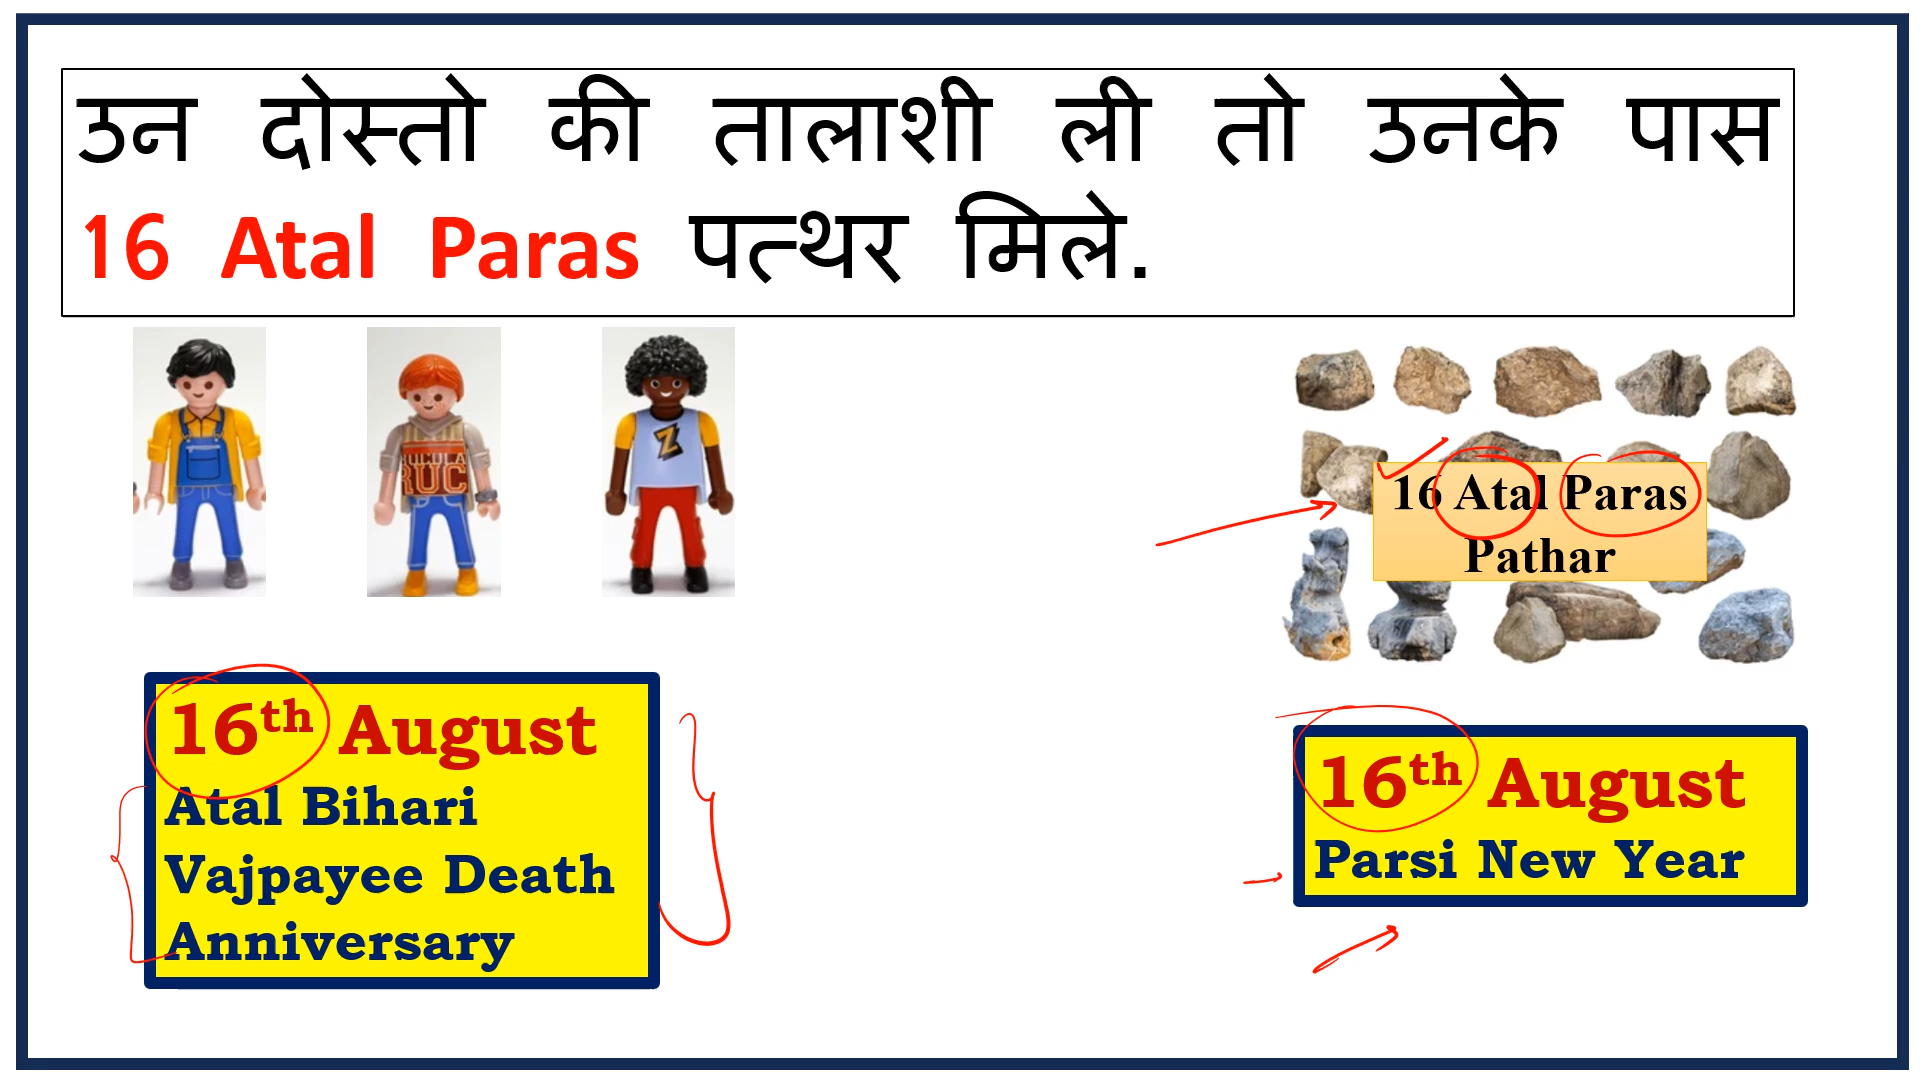 उन दोस्तो की तालाशी ली तो उनके पास
16 Atal Paras पत्थर मिले.
RUC
Z
16 Atal Paras
Pathar
16th August
Atal Bihari
Vajpayee Death
Anniversary
16th August
Parsi New Year